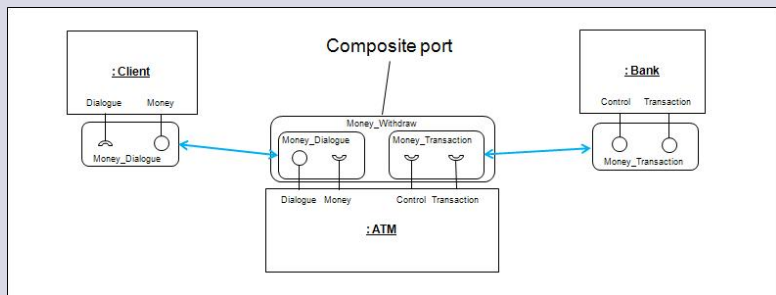 Composite port
:Client
Dialogue Money
Money_Dialogue
Money_Withdraw
Money_Dialogue
Money_Transaction
Dialogue Money
Control Transaction
:ATM
:Bank
Control Transaction
Money_Transaction